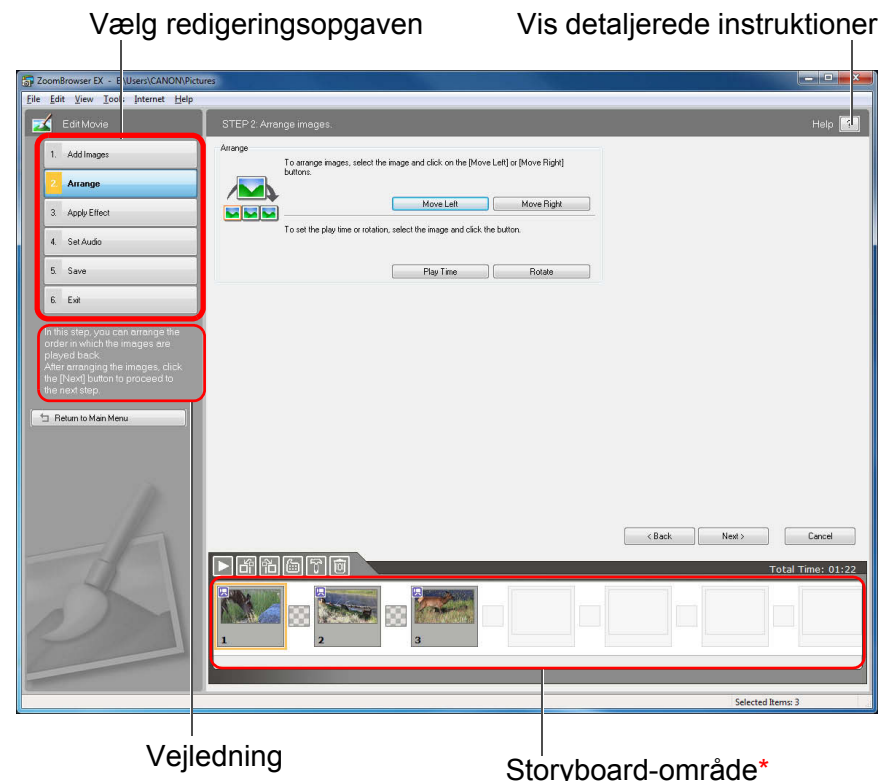 Vælg redigeringsopgaven
Vis detaljerede instruktioner
ZoomBrowser EX - E:\Users\CANON\Pictures
File Edit View Tools Internet Help
Edit Movie
STEP 2: Arrange images.
Help ?
1. Add Images
2. Arrange
3. Apply Effect
4. Set Audio
5. Save
6. Exit
In this step, you can arrange the
order in which the images are
played back.
After arranging the images, click
the [Next] button to proceed to
the next step.
Return to Main Menu
Arrange
To arrange images, select the image and click on the [Move Left] or [Move Right]
buttons.
Move Left
Move Right
To set the play time or rotation, select the image and click the button.
Play Time
Rotate
< Back
Next >
Cancel
Total Time: 01:22
1
2
3
Selected Items: 3
Vejledning
Storyboard-område*